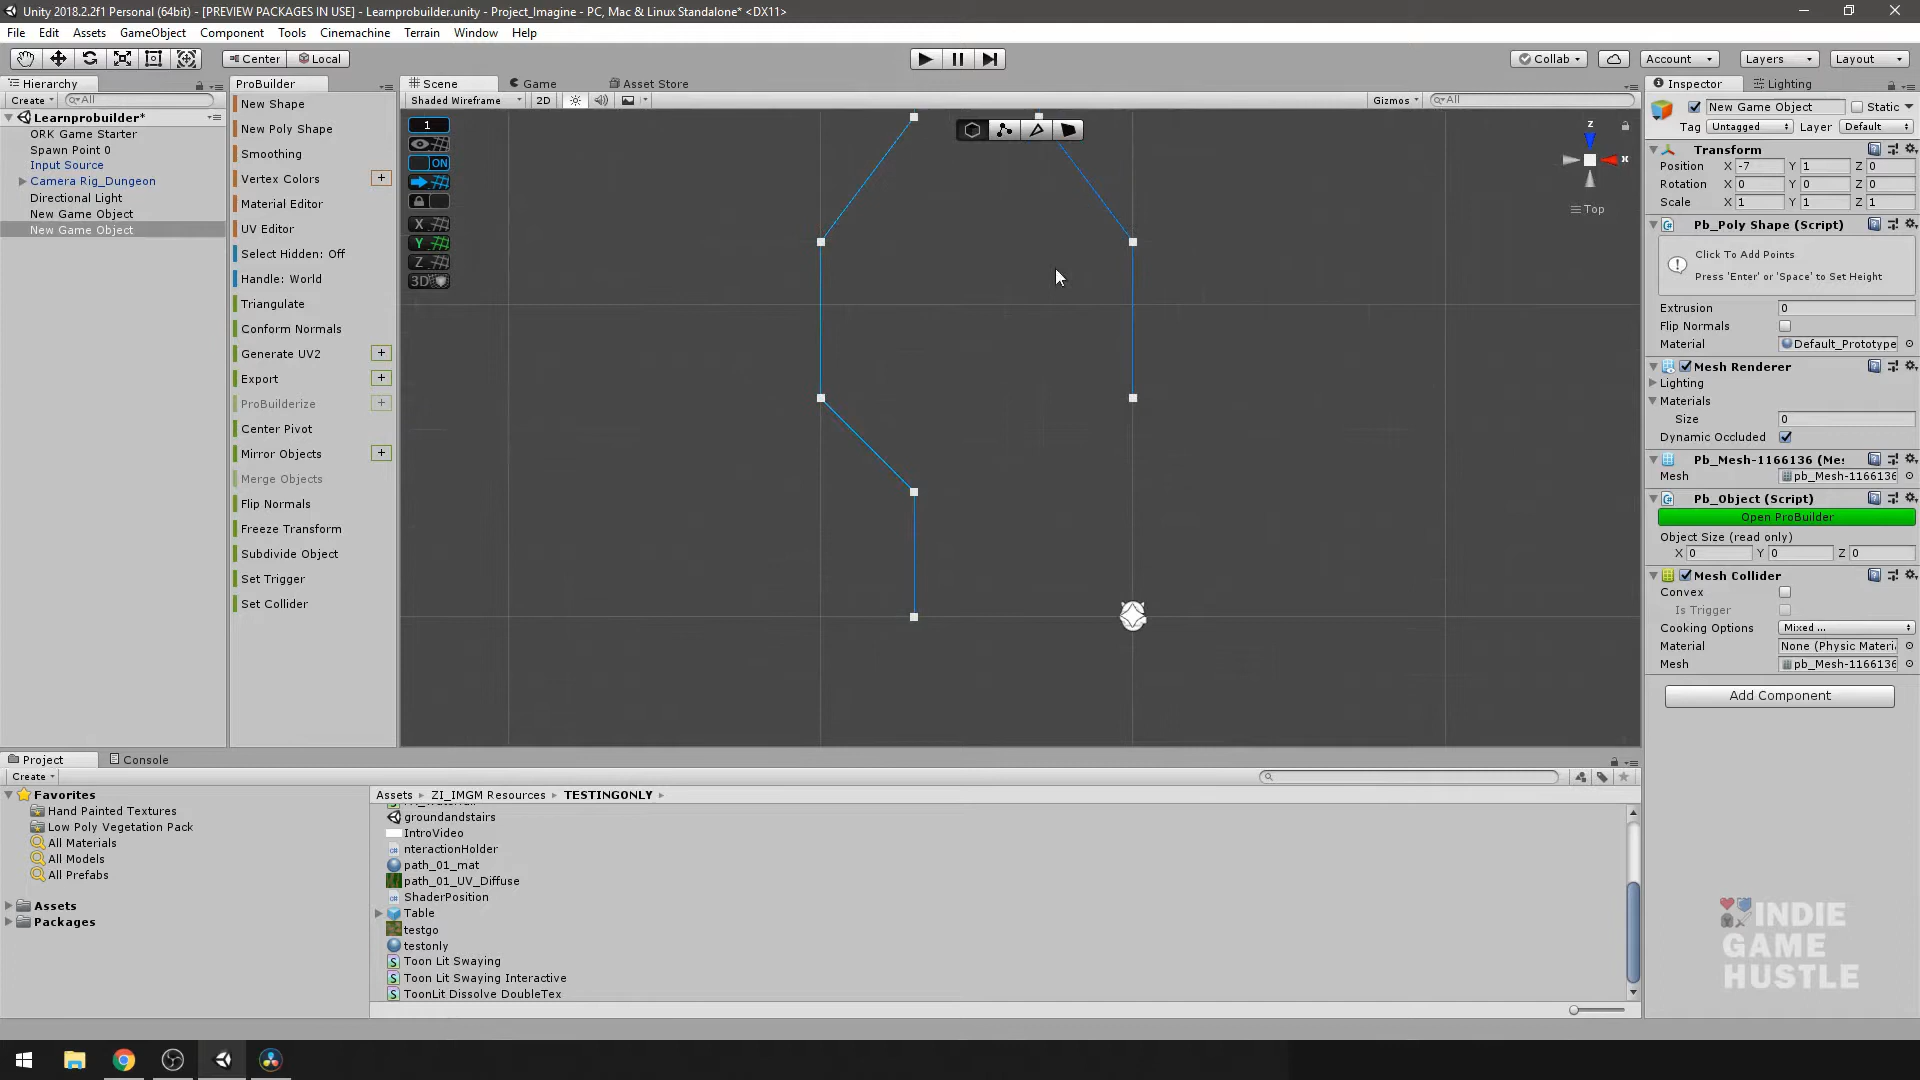 Unity 2018.2.2f1 Personal (64bit) - [PREVIEW PACKAGES IN USE] - Learnprobuilder.unity - Project_Imagine - PC, Mac & Linux Standalone* <DX11>
File Edit Assets GameObject Component Tools Cinemachine Terrain Window Help
Center Local Collab Account Layers Layout
Hierarchy
Create All
Learnprobuilder*
ORK Game Starter
Spawn Point 0
Input Source
Camera Rig_Dungeon
Directional Light
New Game Object
New Game Object
ProBuilder
New Shape
New Poly Shape
Smoothing
Vertex Colors +
Material Editor
UV Editor
Select Hidden: Off
Handle: World
Triangulate
Conform Normals
Generate UV2 +
Export +
ProBuilderize +
Center Pivot
Mirror Objects +
Merge Objects
Flip Normals
Freeze Transform
Subdivide Object
Set Trigger
Set Collider
Scene Game Asset Store
Shaded Wireframe 2D Gizmos All
1
ON
X
Y
Z
3D
z
x
Top
Inspector Lighting
New Game Object Static
Tag Untagged Layer Default
Transform
Position X -7 Y 1 Z 0
Rotation X 0 Y 0 Z 0
Scale X 1 Y 1 Z 1
Pb_Poly Shape (Script)
Click To Add Points
Press 'Enter' or 'Space' to Set Height
Extrusion 0
Flip Normals
Material Default_Prototype
Mesh Renderer
Lighting
Materials
Size 0
Dynamic Occluded
Pb_Mesh-1166136 (Mes
Mesh pb_Mesh-1166136
Pb_Object (Script)
Open ProBuilder
Object Size (read only)
X 0 Y 0 Z 0
Mesh Collider
Convex
Is Trigger
Cooking Options Mixed ...
Material None (Physic Materi
Mesh pb_Mesh-1166136
Add Component
Project Console
Create
Favorites
Hand Painted Textures
Low Poly Vegetation Pack
All Materials
All Models
All Prefabs
Assets
Packages
Assets ZI_IMGM Resources TESTINGONLY
groundandstairs
IntroVideo
nteractionHolder
path_01_mat
path_01_UV_Diffuse
ShaderPosition
Table
testgo
testonly
Toon Lit Swaying
Toon Lit Swaying Interactive
ToonLit Dissolve DoubleTex
INDIE
GAME
HUSTLE